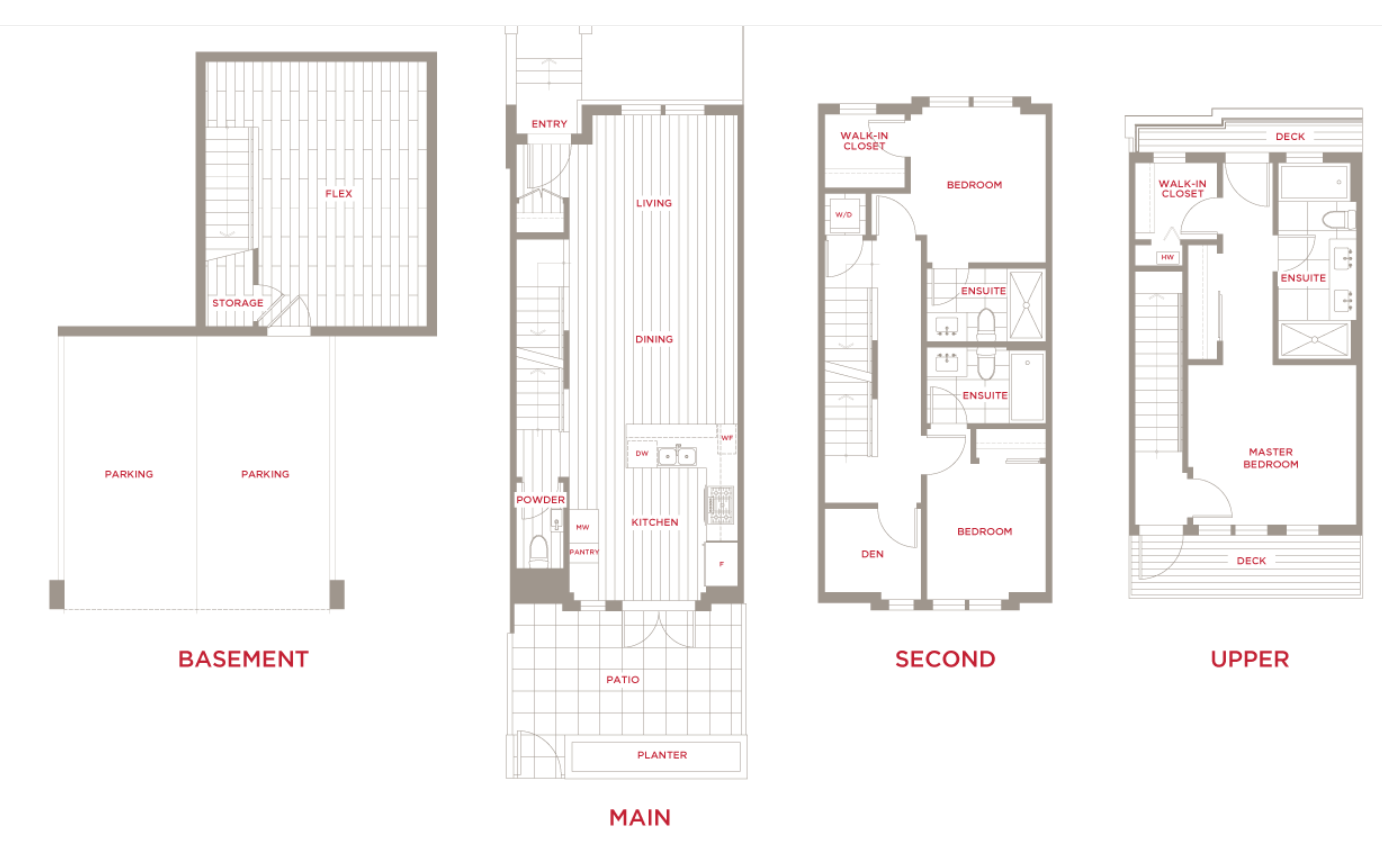 FLEX
STORAGE
PARKING
PARKING
BASEMENT
ENTRY
LIVING
DINING
WF
DW
POWDER
KITCHEN
MW
PANTRY
F
PATIO
PLANTER
MAIN
WALK-IN
CLOSET
BEDROOM
W/D
ENSUITE
ENSUITE
BEDROOM
DEN
SECOND
DECK
WALK-IN
CLOSET
HW
ENSUITE
MASTER
BEDROOM
DECK
UPPER